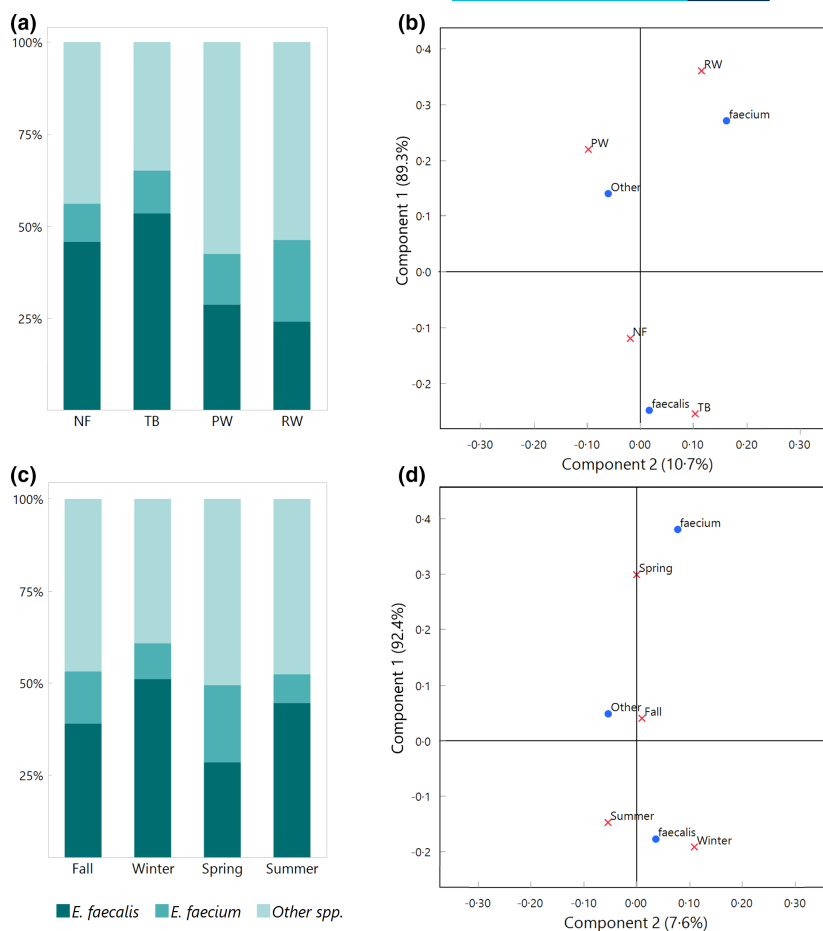 (a)
100%
75%
50%
25%
NF TB PW RW
(b)
0·4
0·3
0·2
0·1
0·0
-0·1
-0·2
Component 1 (89.3%)
RW
faecium
PW
Other
NF
faecalis
TB
-0·30 -0·20 -0·10 0·00 0·10 0·20 0·30
Component 2 (10·7%)
(c)
100%
75%
50%
25%
Fall Winter Spring Summer
(d)
0·4
0·3
0·2
0·1
0·0
-0·1
-0·2
Component 1 (92.4%)
faecium
Spring
Other
Fall
Summer
faecalis
Winter
-0·30 -0·20 -0·10 0·00 0·10 0·20 0·30
Component 2 (7·6%)
E. faecalis E. faecium Other spp.